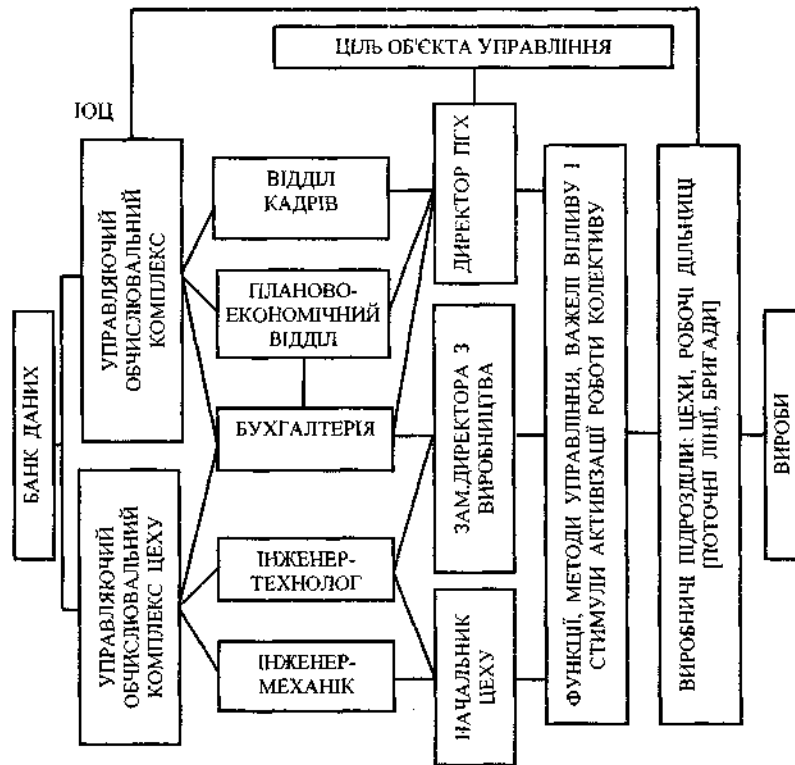 ЦІЛЬ ОБ'ЄКТА УПРАВЛІННЯ
ІОЦ
БАНК ДАНИХ
УПРАВЛЯЮЧИЙ
ОБЧИСЛЮВАЛЬНИЙ
КОМПЛЕКС
УПРАВЛЯЮЧИЙ
ОБЧИСЛЮВАЛЬНИЙ
КОМПЛЕКС ЦЕХУ
ВІДДІЛ
КАДРІВ
ПЛАНОВО-
ЕКОНОМІЧНИЙ
ВІДДІЛ
БУХГАЛТЕРІЯ
ІНЖЕНЕР-
ТЕХНОЛОГ
ІНЖЕНЕР-
МЕХАНІК
ДИРЕКТОР ПГХ
ЗАМ.ДИРЕКТОРА З
ВИРОБНИЦТВА
НАЧАЛЬНИК
ЦЕХУ
ФУНКЦІЇ, МЕТОДИ УПРАВЛІННЯ, ВАЖЕЛІ ВПЛИВУ І
СТИМУЛИ АКТИВІЗАЦІЇ РОБОТИ КОЛЕКТИВУ
ВИРОБНИЧІ ПІДРОЗДІЛИ: ЦЕХИ, РОБОЧІ ДІЛЬНИЦІ
[ПОТОЧНІ ЛІНІЇ, БРИГАДИ]
ВИРОБИ